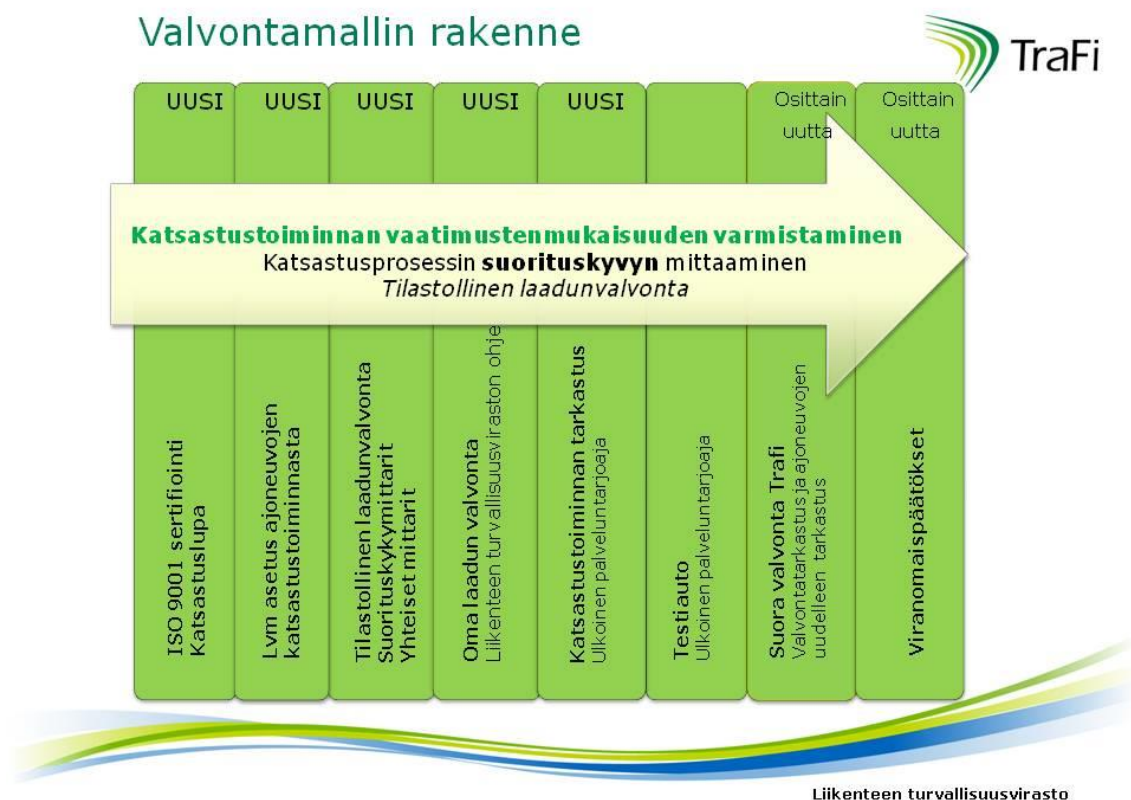 Valvontamallin rakenne
TraFi
UUSI
UUSI
UUSI
UUSI
UUSI
Osittain
uutta
Osittain
uutta
Katsastustoiminnan vaatimustenmukaisuuden varmistaminen
Katsastusprosessin suorituskyvyn mittaaminen
Tilastollinen laadunvalvonta
ISO 9001 sertifiointi
Katsastuslupa
Lvm asetus ajoneuvojen
katsastustoiminnasta
Tilastollinen laadunvalvonta
Suorituskykymittarit
Yhteiset mittarit
Oma laadun valvonta
Liikenteen turvallisuusviraston ohje
Katsastustoiminnan tarkastus
Ulkoinen palveluntarjoaja
Testiauto
Ulkoinen palveluntarjoaja
Suora valvonta Trafi
Valvontatarkastus ja ajoneuvojen
uudelleen tarkastus
Viranomaispäätökset
Liikenteen turvallisuusvirasto